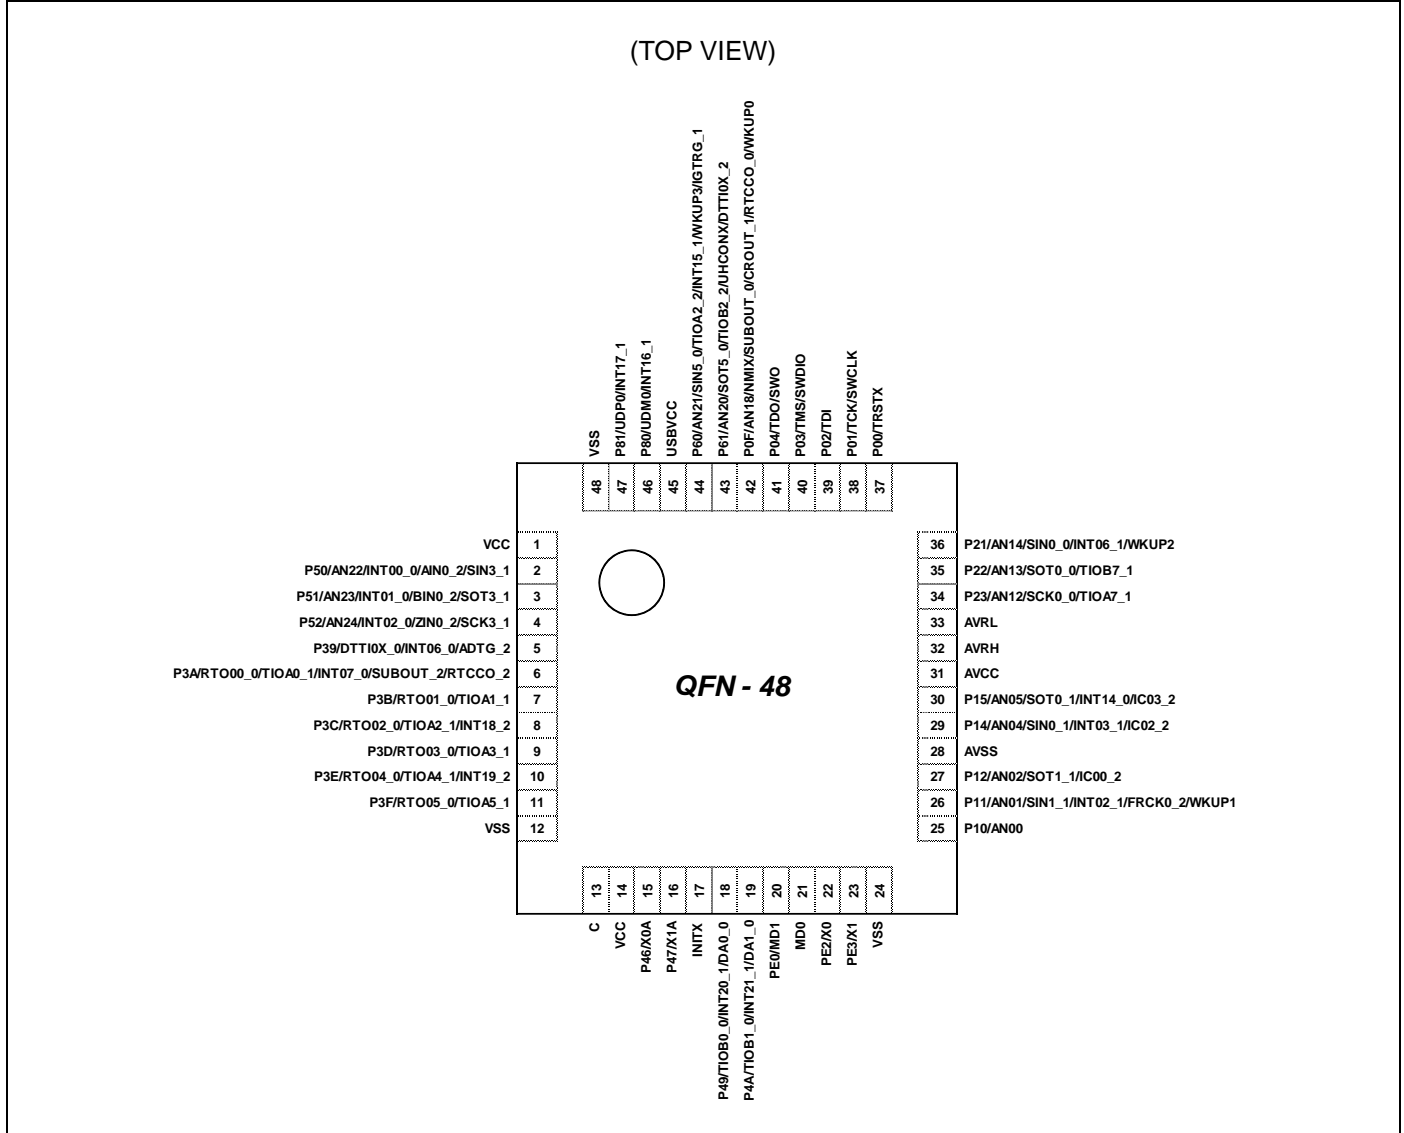 (TOP VIEW)
VSS
P81/UDP0/INT17_1
P80/UDM0/INT16_1
USBVCC
P60/AN21/SIN5_0/TIOA2_2/INT15_1/WKUP3/IGTRG_1
P61/AN20/SOT5_0/TIOB2_2/UHCONX/DTTI0X_2
P0F/AN18/NMIX/SUBOUT_0/CROUT_1/RTCCO_0/WKUP0
P04/TDO/SWO
P03/TMS/SWDIO
P02/TDI
P01/TCK/SWCLK
P00/TRSTX
48
47
46
45
44
43
42
41
40
39
38
37
VCC 1
P50/AN22/INT00_0/AIN0_2/SIN3_1 2
P51/AN23/INT01_0/BIN0_2/SOT3_1 3
P52/AN24/INT02_0/ZIN0_2/SCK3_1 4
P39/DTTI0X_0/INT06_0/ADTG_2 5
P3A/RTO00_0/TIOA0_1/INT07_0/SUBOUT_2/RTCCO_2 6
P3B/RTO01_0/TIOA1_1 7
P3C/RTO02_0/TIOA2_1/INT18_2 8
P3D/RTO03_0/TIOA3_1 9
P3E/RTO04_0/TIOA4_1/INT19_2 10
P3F/RTO05_0/TIOA5_1 11
VSS 12
QFN - 48
36 P21/AN14/SIN0_0/INT06_1/WKUP2
35 P22/AN13/SOT0_0/TIOB7_1
34 P23/AN12/SCK0_0/TIOA7_1
33 AVRL
32 AVRH
31 AVCC
30 P15/AN05/SOT0_1/INT14_0/IC03_2
29 P14/AN04/SIN0_1/INT03_1/IC02_2
28 AVSS
27 P12/AN02/SOT1_1/IC00_2
26 P11/AN01/SIN1_1/INT02_1/FRCK0_2/WKUP1
25 P10/AN00
13
14
15
16
17
18
19
20
21
22
23
24
C
VCC
P46/X0A
P47/X1A
INITX
P49/TIOB0_0/INT20_1/DA0_0
P4A/TIOB1_0/INT21_1/DA1_0
PE0/MD1
MD0
PE2/X0
PE3/X1
VSS